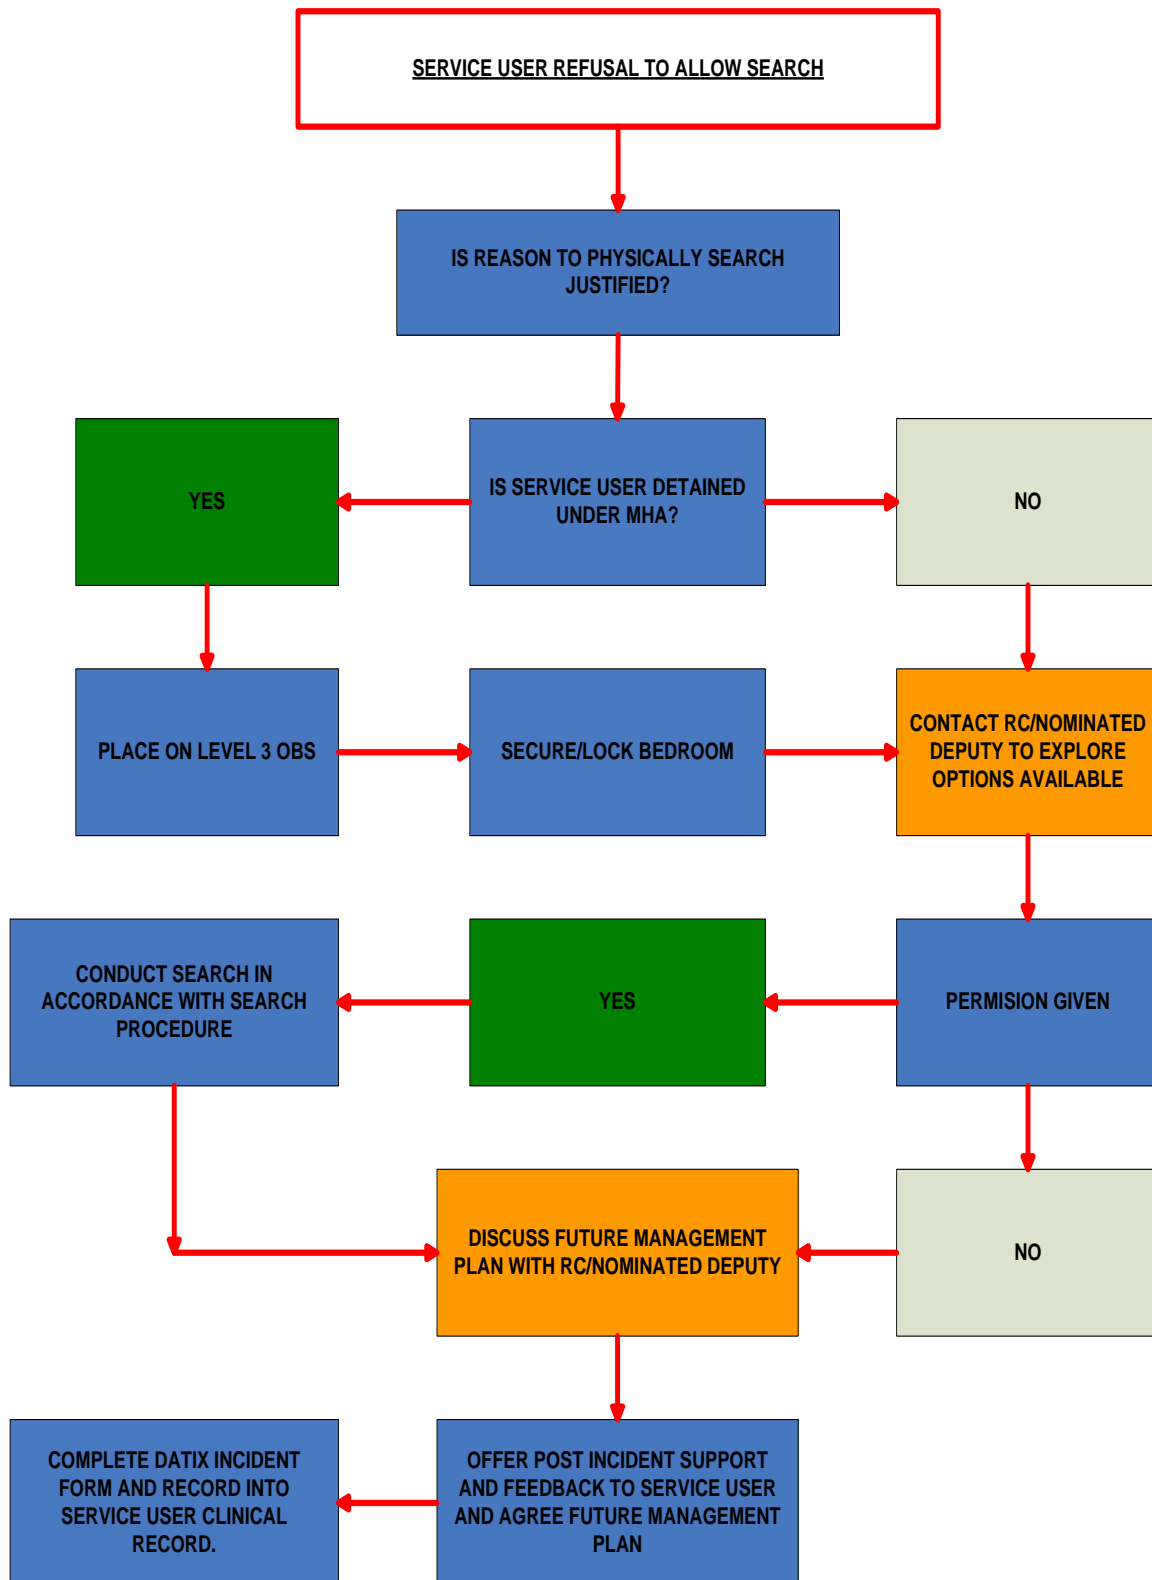 SERVICE USER REFUSAL TO ALLOW SEARCH
IS REASON TO PHYSICALLY SEARCH
JUSTIFIED?
YES
IS SERVICE USER DETAINED
UNDER MHA?
NO
PLACE ON LEVEL 3 OBS
SECURE/LOCK BEDROOM
CONTACT RC/NOMINATED
DEPUTY TO EXPLORE
OPTIONS AVAILABLE
CONDUCT SEARCH IN
ACCORDANCE WITH SEARCH
PROCEDURE
YES
PERMISION GIVEN
DISCUSS FUTURE MANAGEMENT
PLAN WITH RC/NOMINATED DEPUTY
NO
COMPLETE DATIX INCIDENT
FORM AND RECORD INTO
SERVICE USER CLINICAL
RECORD.
OFFER POST INCIDENT SUPPORT
AND FEEDBACK TO SERVICE USER
AND AGREE FUTURE MANAGEMENT
PLAN